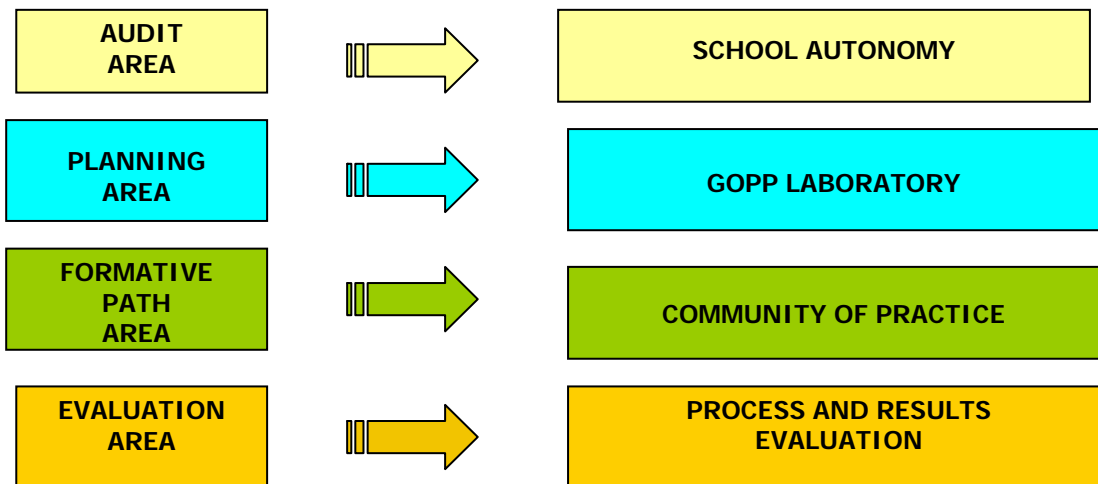 AUDIT
AREA
SCHOOL AUTONOMY
PLANNING
AREA
GOPP LABORATORY
FORMATIVE
PATH
AREA
COMMUNITY OF PRACTICE
EVALUATION
AREA
PROCESS AND RESULTS
EVALUATION